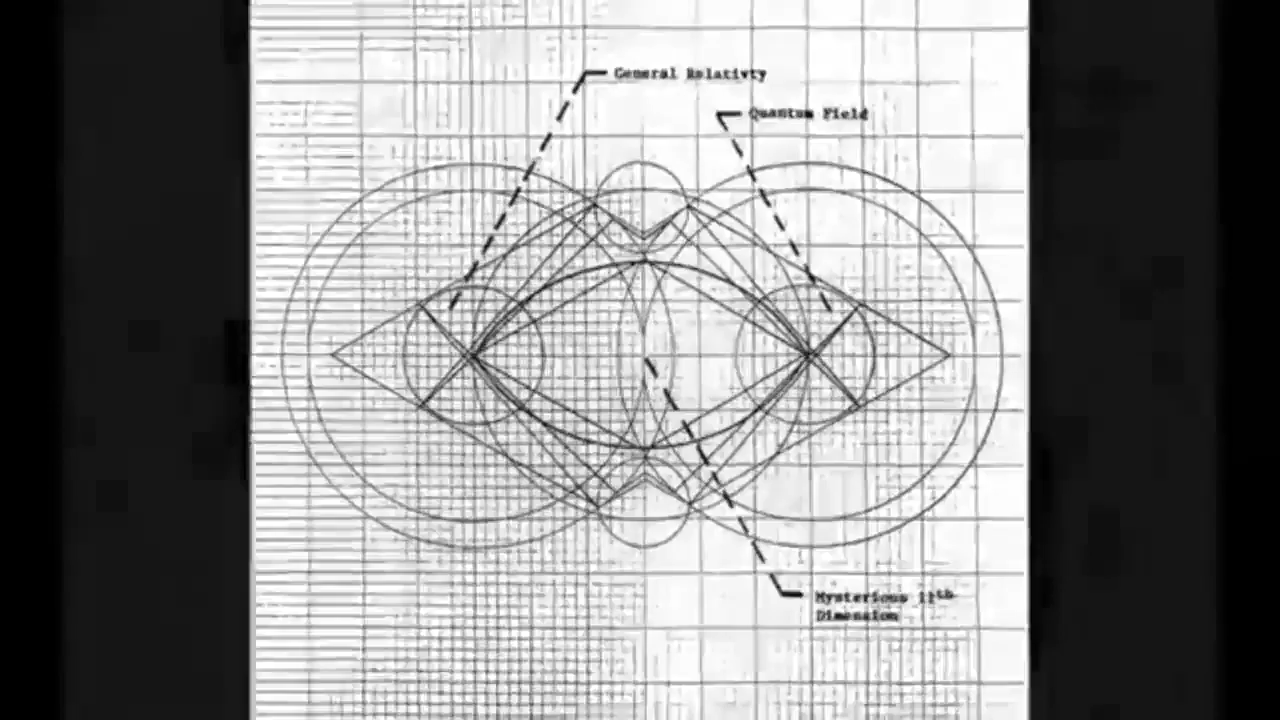 General Relativty
Quantum Field
Mysterious 11th
Dimension